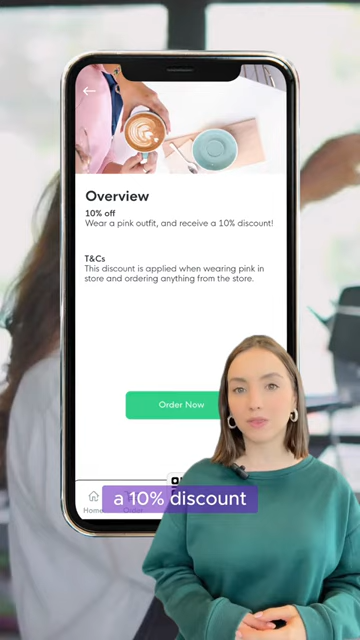 Overview
10% off
Wear a pink outfit, and receive a 10% discount!
T&Cs
This discount is applied when wearing pink in
store and ordering anything from the store.
Order Now
a 10% discount
Home